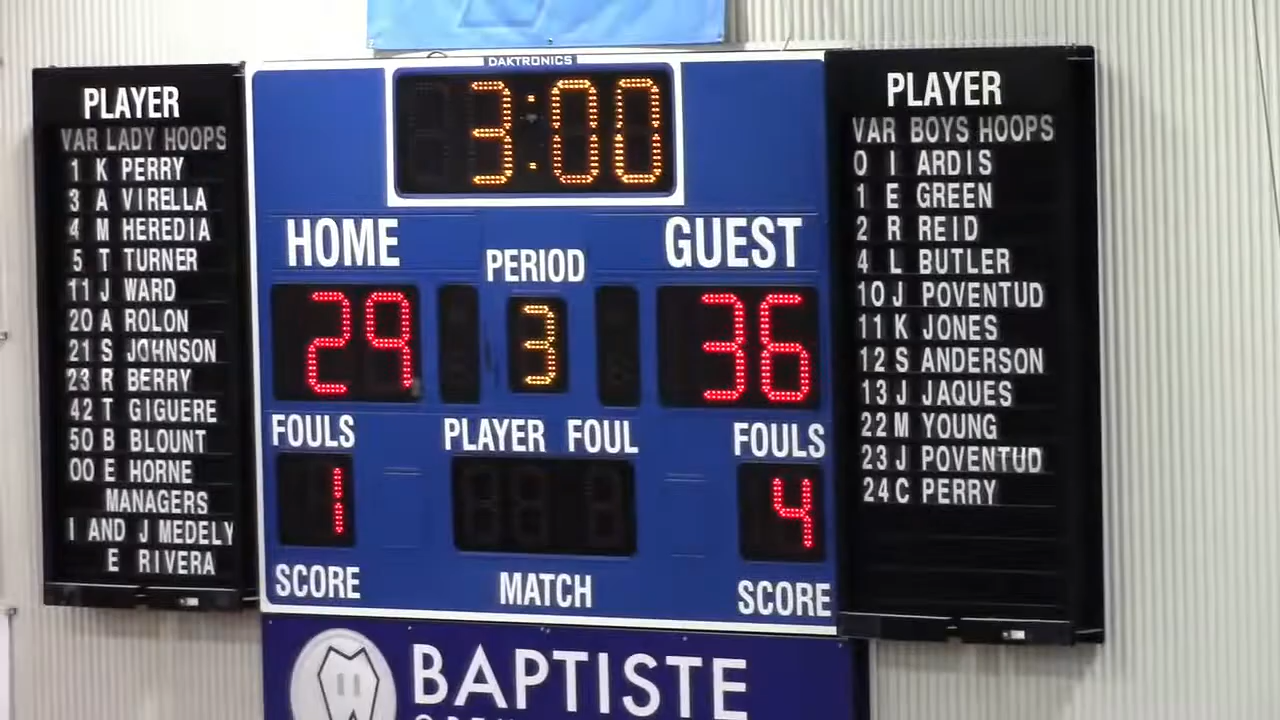 DAKTRONICS
3:00
PLAYER
VAR LADY HOOPS
1 K PERRY
3 A VIRELLA
4 M HEREDIA
5 T TURNER
11 J WARD
20 A ROLON
21 S JOHNSON
23 R BERRY
42 T GIGUERE
50 B BLOUNT
00 E HORNE
MANAGERS
I AND J MEDELY
E RIVERA
HOME
PERIOD
GUEST
29
3
36
FOULS
PLAYER FOUL
FOULS
1
4
SCORE
MATCH
SCORE
PLAYER
VAR BOYS HOOPS
0 I ARDIS
1 E GREEN
2 R REID
4 L BUTLER
10 J POVENTUD
11 K JONES
12 S ANDERSON
13 J JAQUES
22 M YOUNG
23 J POVENTUD
24 C PERRY
BAPTISTE